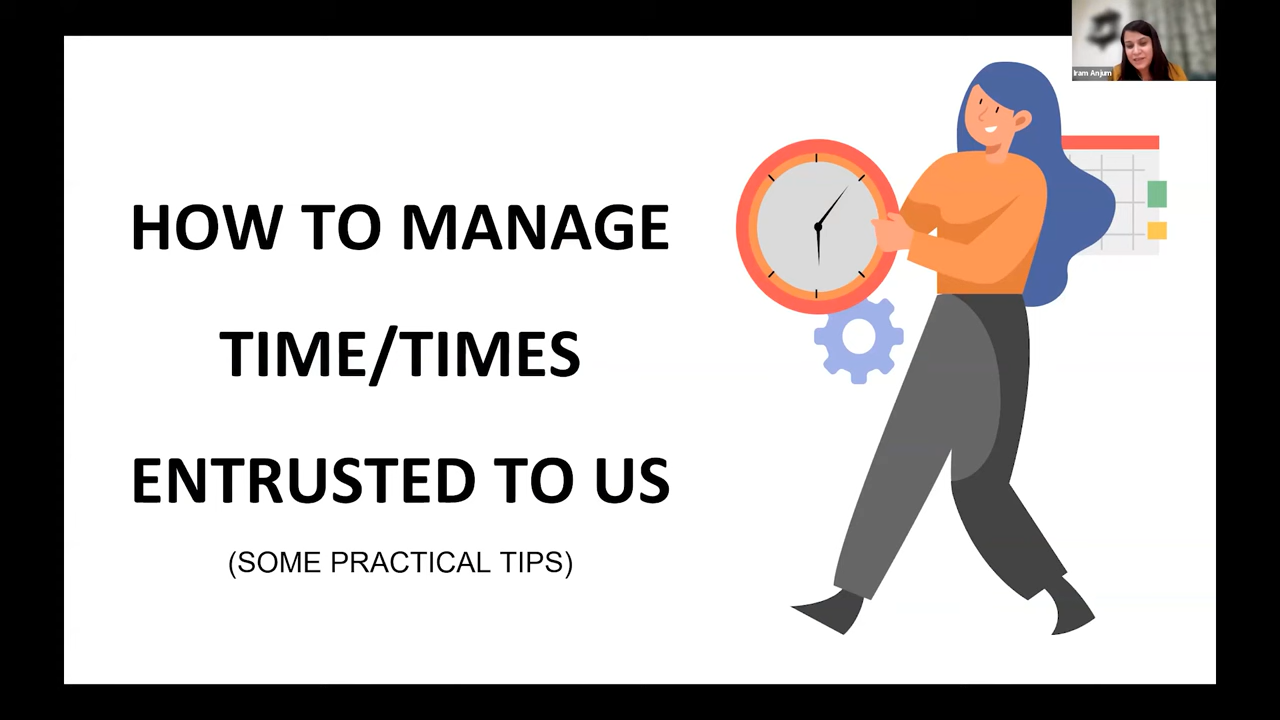 Iram Anjum
HOW TO MANAGE
TIME/TIMES
ENTRUSTED TO US
(SOME PRACTICAL TIPS)